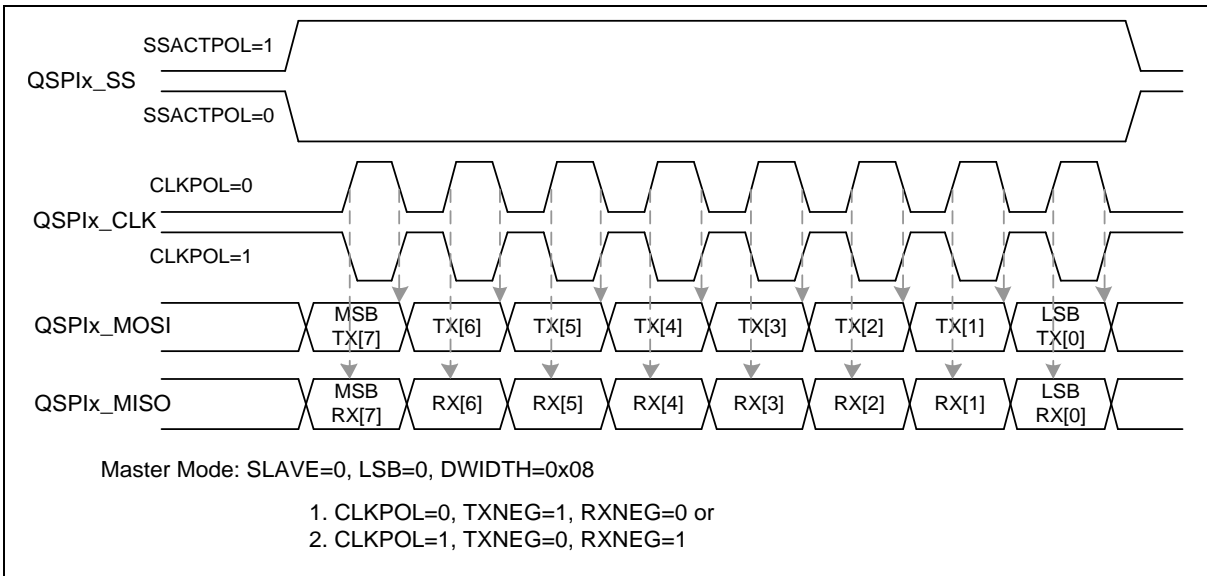 SSACTPOL=1
QSPIx_SS
SSACTPOL=0
CLKPOL=0
QSPIx_CLK
CLKPOL=1
QSPIx_MOSI
MSB
TX[7]
TX[6]
TX[5]
TX[4]
TX[3]
TX[2]
TX[1]
LSB
TX[0]
QSPIx_MISO
MSB
RX[7]
RX[6]
RX[5]
RX[4]
RX[3]
RX[2]
RX[1]
LSB
RX[0]
Master Mode: SLAVE=0, LSB=0, DWIDTH=0x08
1. CLKPOL=0, TXNEG=1, RXNEG=0 or
2. CLKPOL=1, TXNEG=0, RXNEG=1